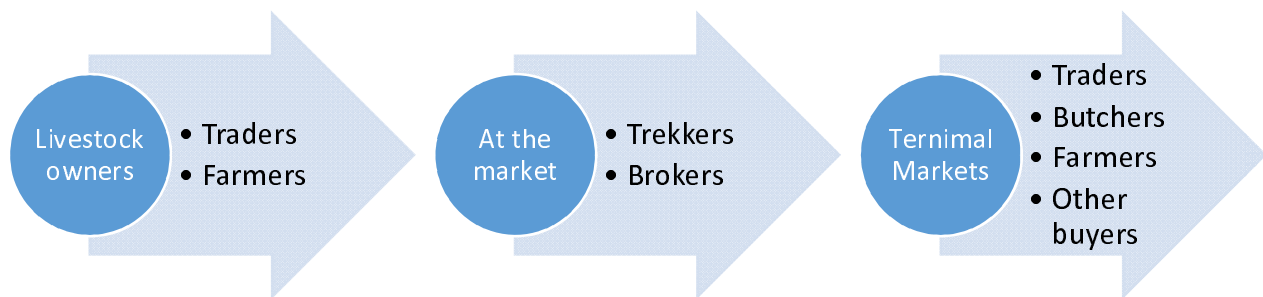 Livestock
owners
• Traders
• Farmers
At the
market
• Trekkers
• Brokers
Ternimal
Markets
• Traders
• Butchers
• Farmers
• Other
buyers